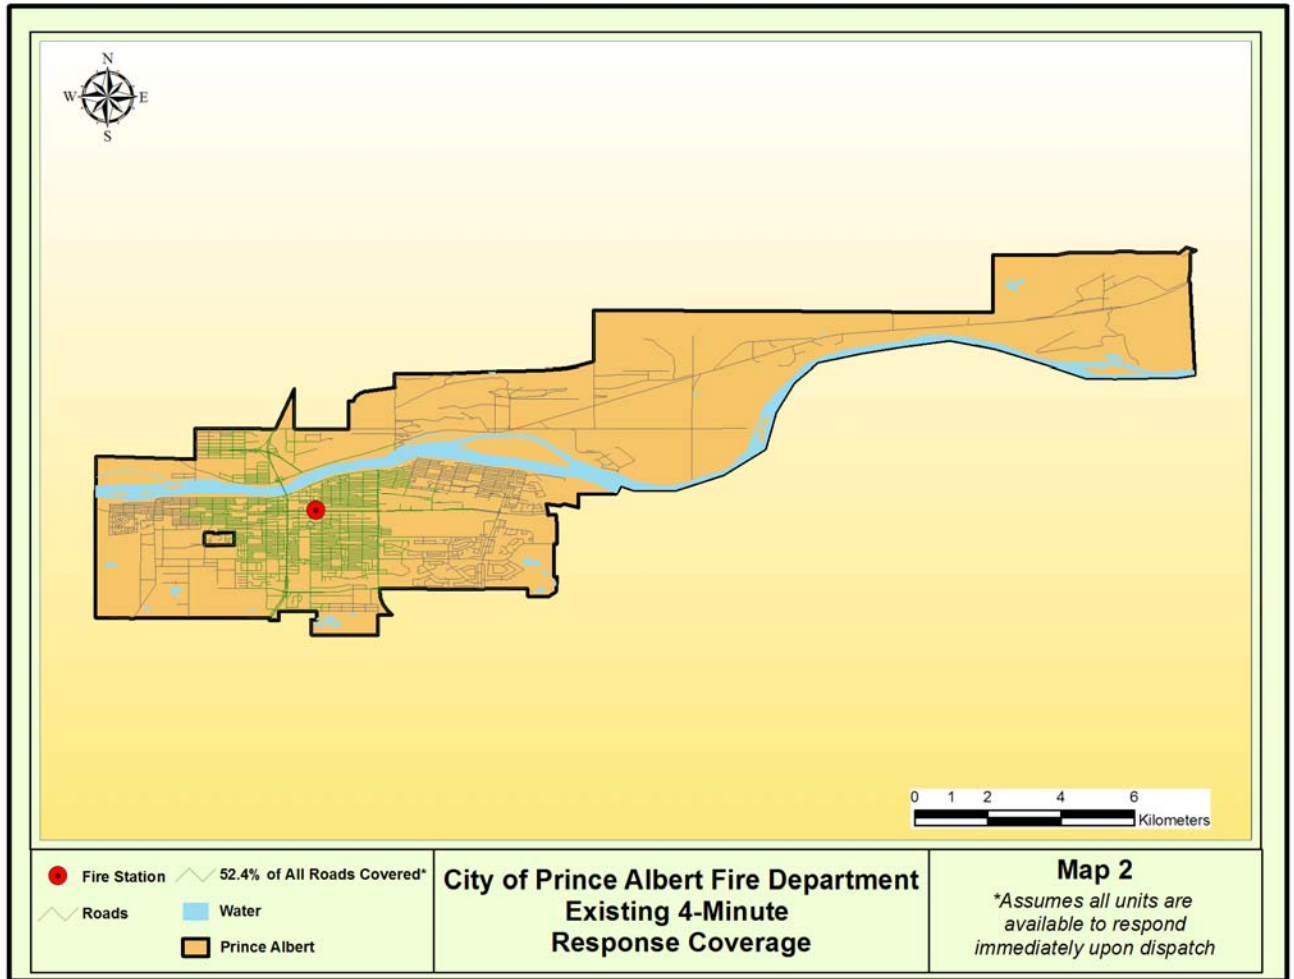 N
W E
S
0 1 2 4 6
Kilometers
Fire Station
52.4% of All Roads Covered*
Roads
Water
Prince Albert
City of Prince Albert Fire Department
Existing 4-Minute
Response Coverage
Map 2
*Assumes all units are
available to respond
immediately upon dispatch